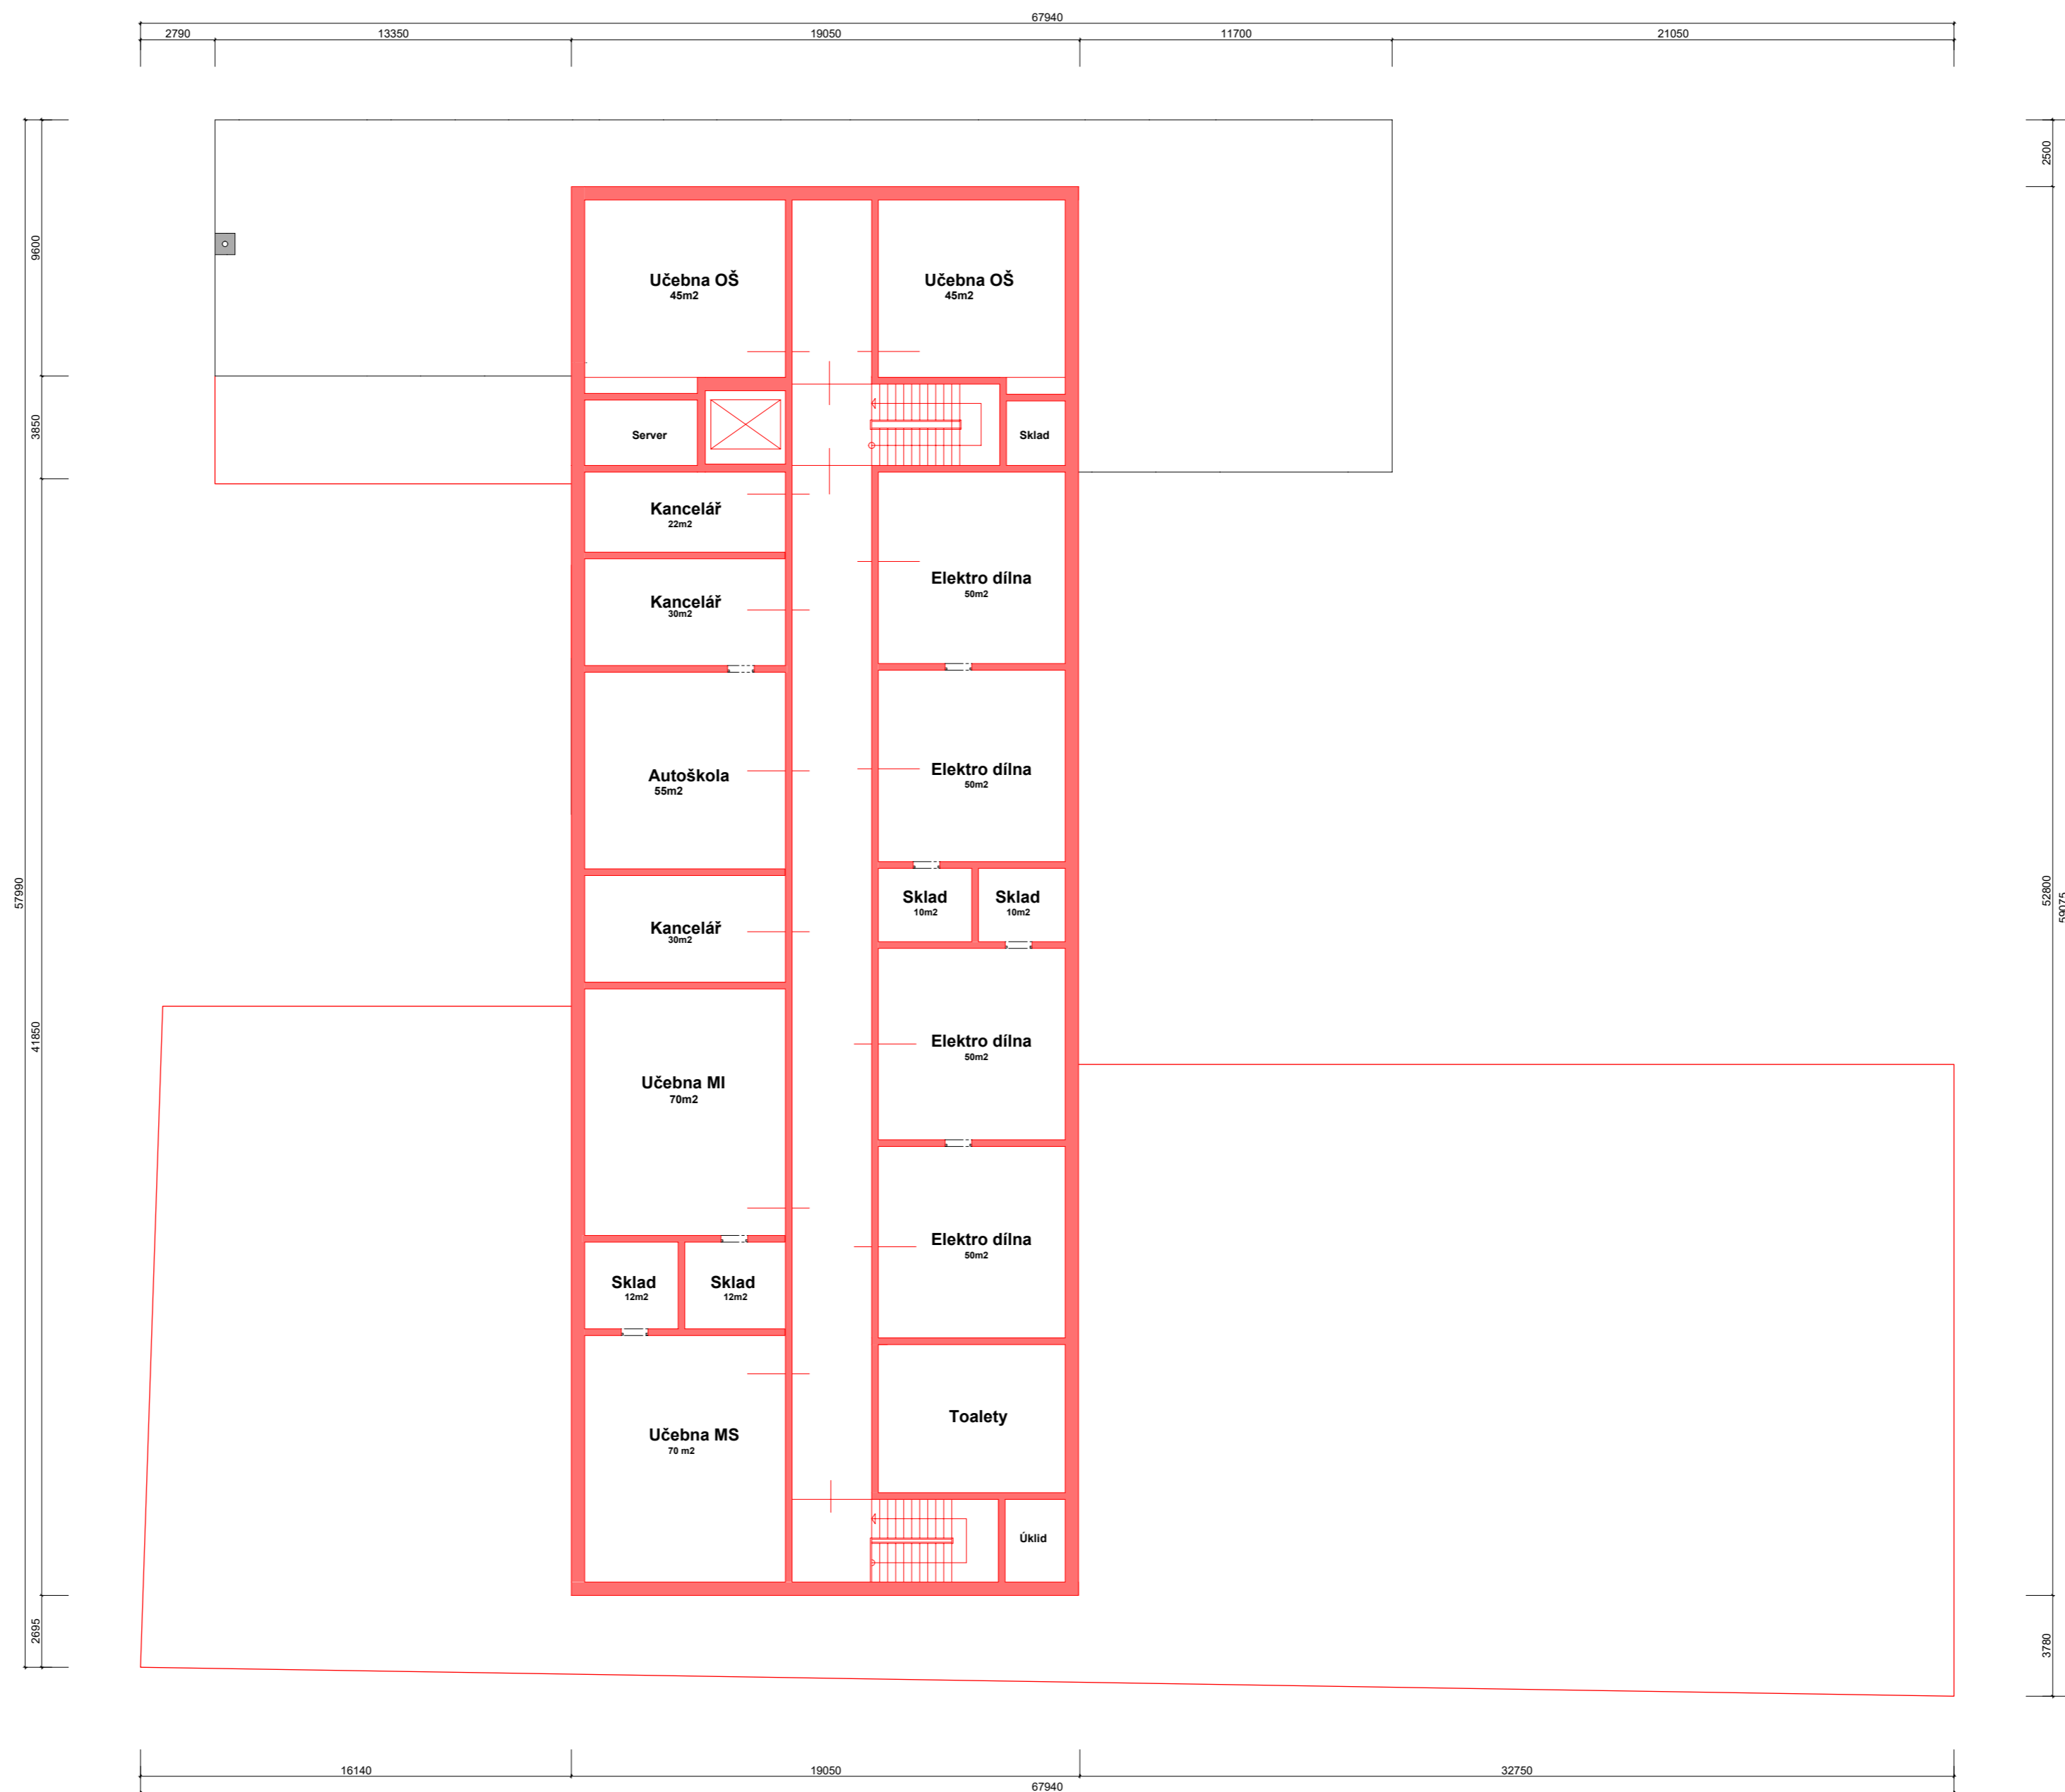 67940
2790
13350
19050
11700
21050
2500
9600
3850
57990
41850
2695
52800
59075
3780
Učebna OŠ
45m2
Učebna OŠ
45m2
Server
Sklad
Kancelář
22m2
Elektro dílna
50m2
Kancelář
30m2
Autoškola
55m2
Elektro dílna
50m2
Sklad
10m2
Sklad
10m2
Kancelář
30m2
Elektro dílna
50m2
Učebna MI
70m2
Elektro dílna
50m2
Sklad
12m2
Sklad
12m2
Toalety
Učebna MS
70 m2
Úklid
16140
19050
32750
67940